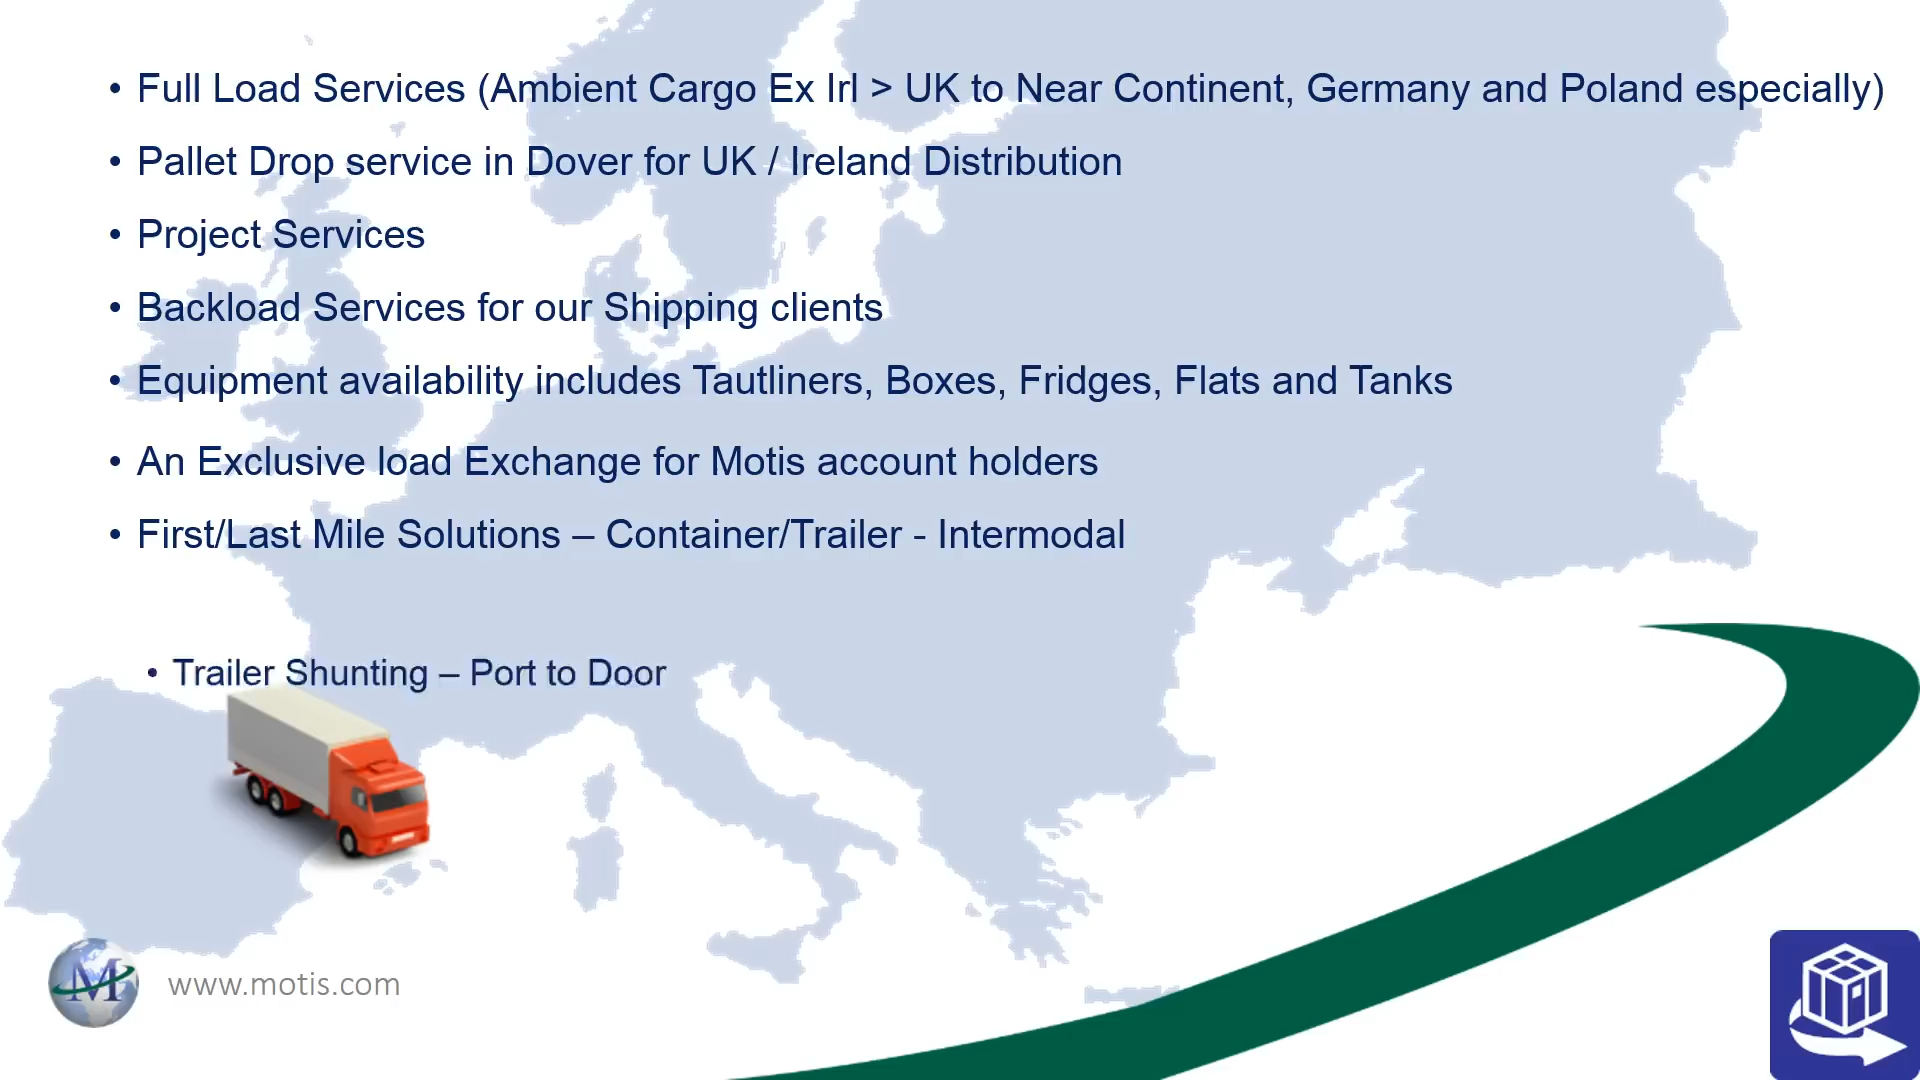 • Full Load Services (Ambient Cargo Ex Irl > UK to Near Continent, Germany and Poland especially)
• Pallet Drop service in Dover for UK / Ireland Distribution
• Project Services
• Backload Services for our Shipping clients
• Equipment availability includes Tautliners, Boxes, Fridges, Flats and Tanks
• An Exclusive load Exchange for Motis account holders
• First/Last Mile Solutions – Container/Trailer - Intermodal
• Trailer Shunting – Port to Door
M
www.motis.com